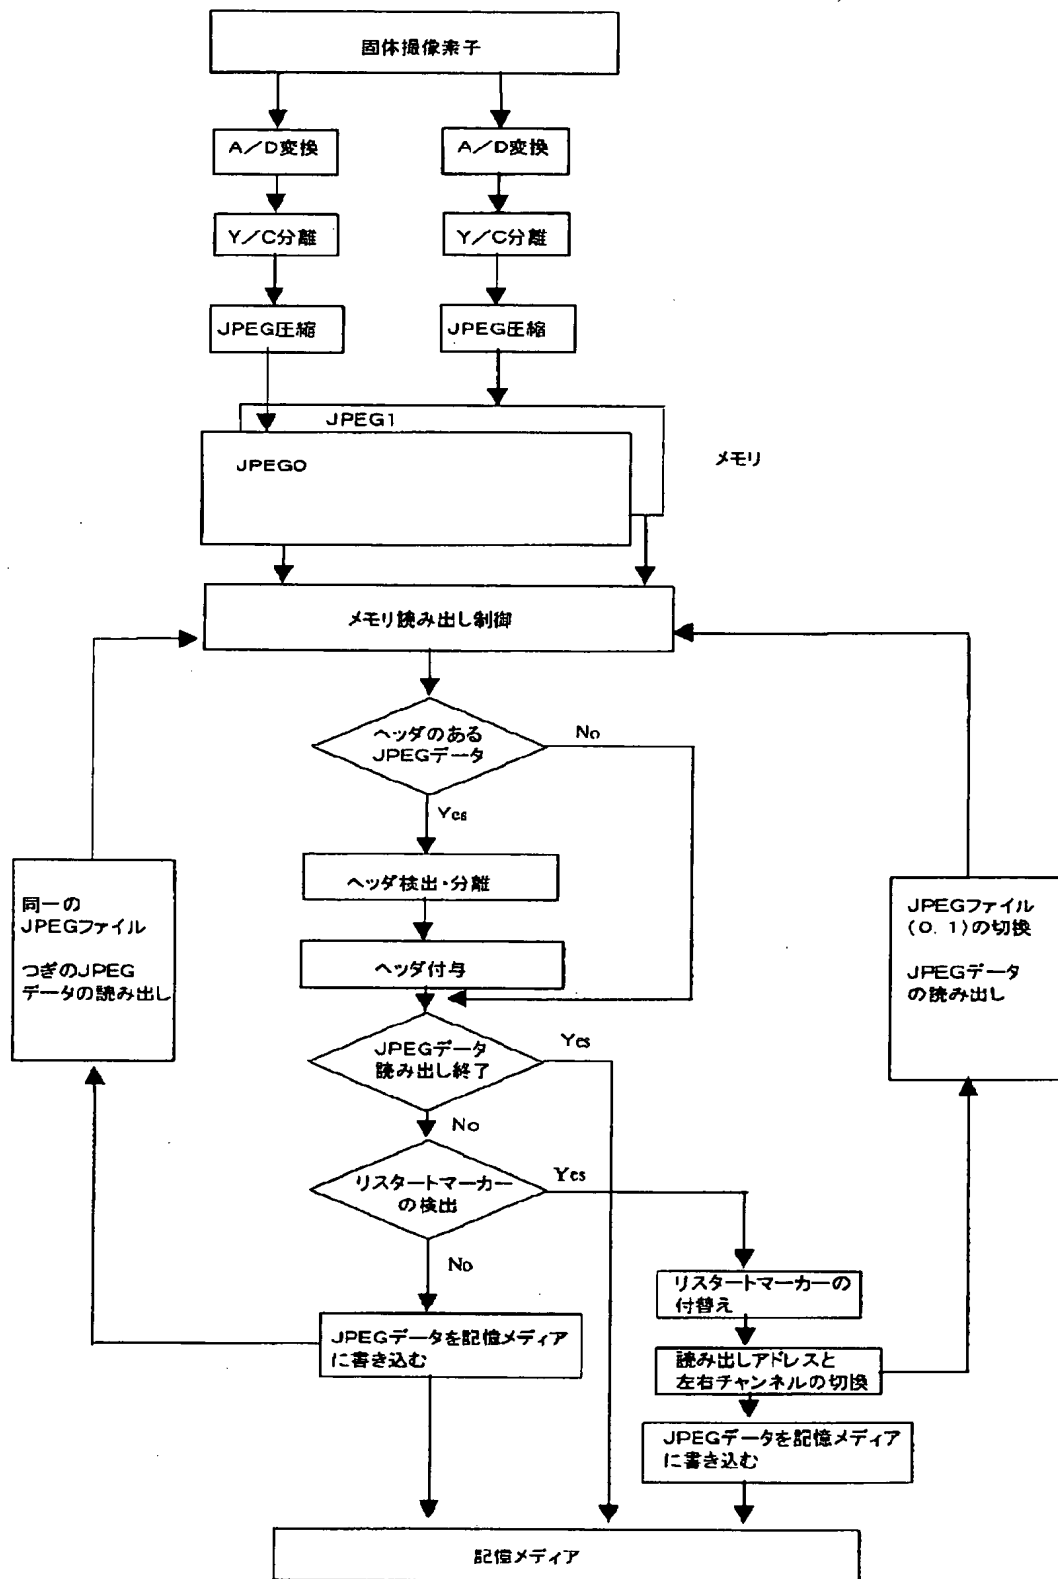 固体撮像素子
A/D変換
A/D変換
Y/C分離
Y/C分離
JPEG圧縮
JPEG圧縮
JPEG1
JPEG0
メモリ
メモリ読み出し制御
ヘッダのある
JPEGデータ
No
Yes
ヘッダ検出・分離
ヘッダ付与
同一の
JPEGファイル
つぎのJPEG
データの読み出し
JPEGファイル
(0. 1)の切換
JPEGデータ
の読み出し
JPEGデータ
読み出し終了
Yes
No
リスタートマーカー
の検出
Yes
No
リスタートマーカーの
付替え
JPEGデータを記憶メディア
に書き込む
読み出しアドレスと
左右チャンネルの切換
JPEGデータを記憶メディア
に書き込む
記憶メディア